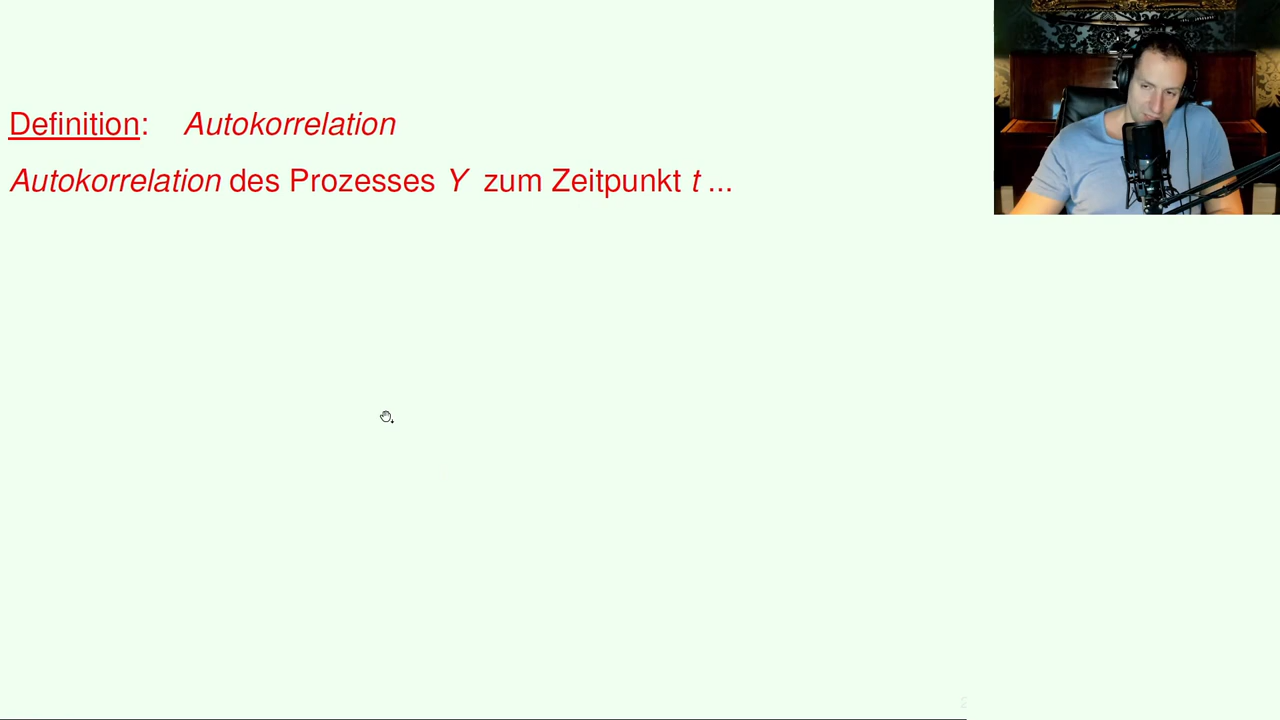 Definition: Autokorrelation
Autokorrelation des Prozesses Y zum Zeitpunkt t ...